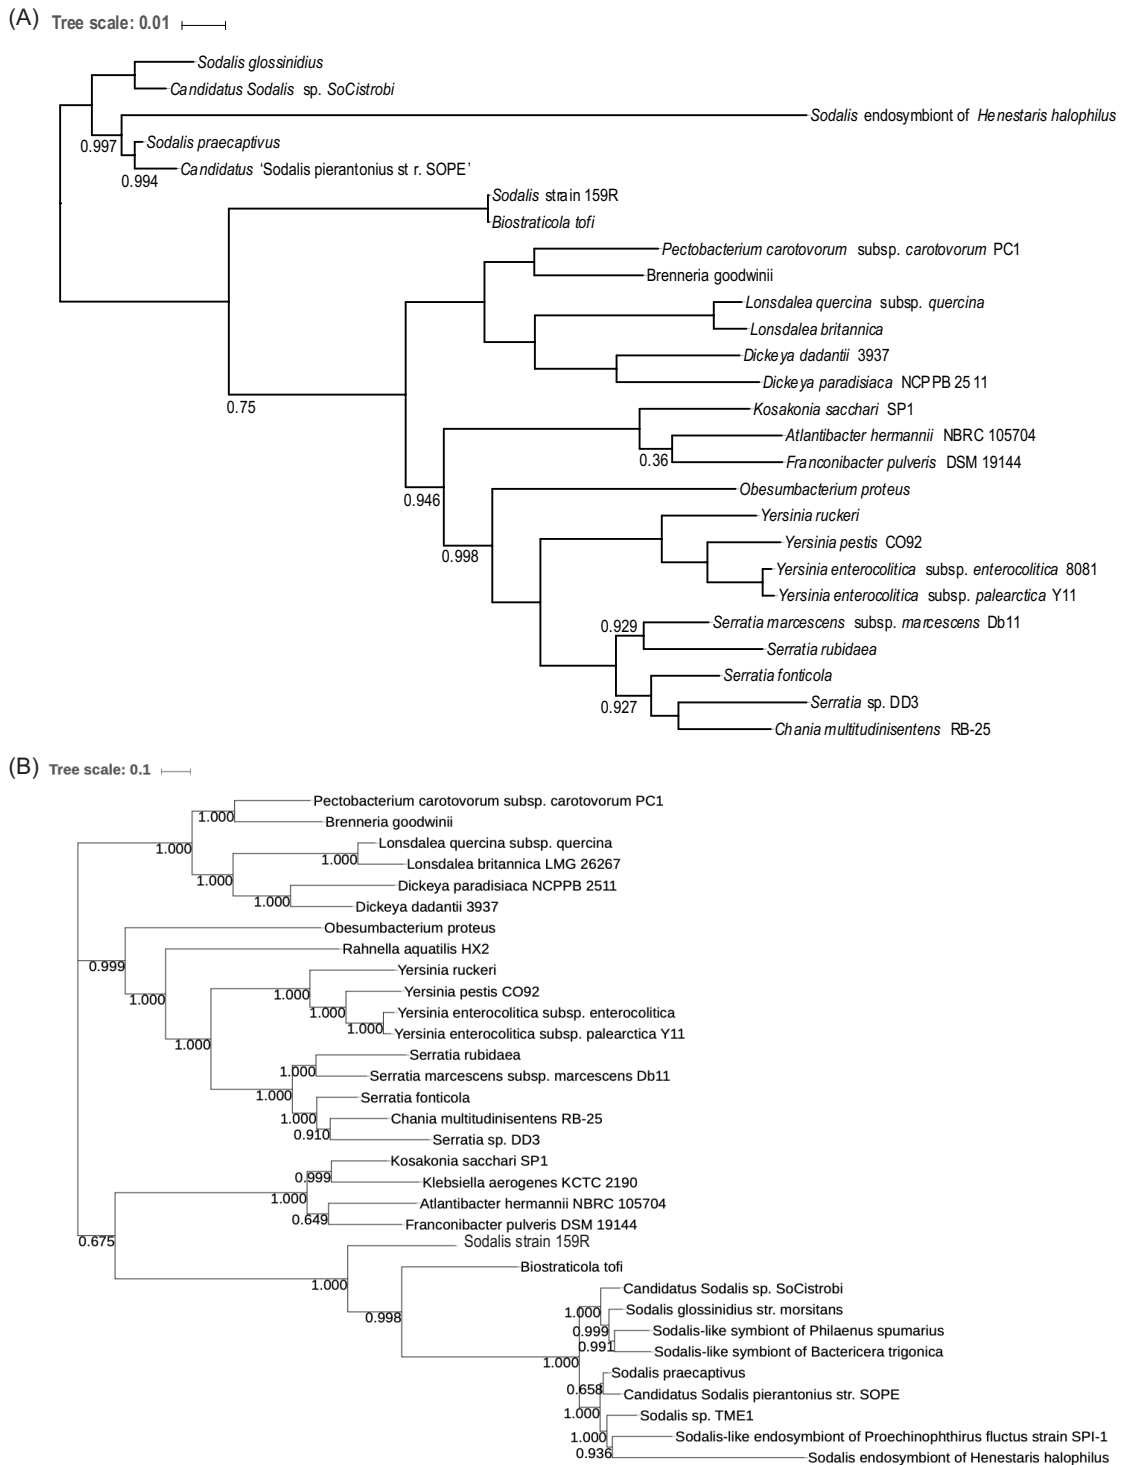 (A) Tree scale: 0.01
Sodalis glossinidius
Candidatus Sodalis sp. SoCistrobi
Sodalis endosymbiont of Henestaris halophilus
0.997
Sodalis praecaptivus
Candidatus ‘Sodalis pierantonius st r. SOPE’
0.994
Sodalis strain 159R
Biostraticola tofi
Pectobacterium carotovorum subsp. carotovorum PC1
Brenneria goodwinii
Lonsdalea quercina subsp. quercina
Lonsdalea britannica
Dickeya dadantii 3937
Dickeya paradisiaca NCPPB 2511
0.75
Kosakonia sacchari SP1
Atlantibacter hermannii NBRC 105704
0.36
Franconibacter pulveris DSM 19144
Obesumbacterium proteus
0.946
Yersinia ruckeri
Yersinia pestis CO92
0.998
Yersinia enterocolitica subsp. enterocolitica 8081
Yersinia enterocolitica subsp. palearctica Y11
0.929
Serratia marcescens subsp. marcescens Db11
Serratia rubidaea
Serratia fonticola
0.927
Serratia sp. DD3
Chania multitudinisentens RB-25
(B) Tree scale: 0.1
Pectobacterium carotovorum subsp. carotovorum PC1
1.000
Brenneria goodwinii
Lonsdalea quercina subsp. quercina
1.000
1.000
Lonsdalea britannica LMG 26267
1.000
Dickeya paradisiaca NCPPB 2511
1.000
Dickeya dadantii 3937
Obesumbacterium proteus
Rahnella aquatilis HX2
0.999
Yersinia ruckeri
1.000
1.000
Yersinia pestis CO92
1.000
Yersinia enterocolitica subsp. enterocolitica
1.000
Yersinia enterocolitica subsp. palearctica Y11
1.000
Serratia rubidaea
1.000
Serratia marcescens subsp. marcescens Db11
1.000
Serratia fonticola
1.000
Chania multitudinisentens RB-25
0.910
Serratia sp. DD3
Kosakonia sacchari SP1
0.999
Klebsiella aerogenes KCTC 2190
1.000
Atlantibacter hermannii NBRC 105704
0.649
Franconibacter pulveris DSM 19144
0.675
Sodalis strain 159R
Biostraticola tofi
1.000
Candidatus Sodalis sp. SoCistrobi
0.998
1.000
Sodalis glossinidius str. morsitans
0.999
Sodalis-like symbiont of Philaenus spumarius
0.991
Sodalis-like symbiont of Bactericera trigonica
1.000
Sodalis praecaptivus
0.658
Candidatus Sodalis pierantonius str. SOPE
1.000
Sodalis sp. TME1
1.000
Sodalis-like endosymbiont of Proechinophthirus fluctus strain SPI-1
0.936
Sodalis endosymbiont of Henestaris halophilus